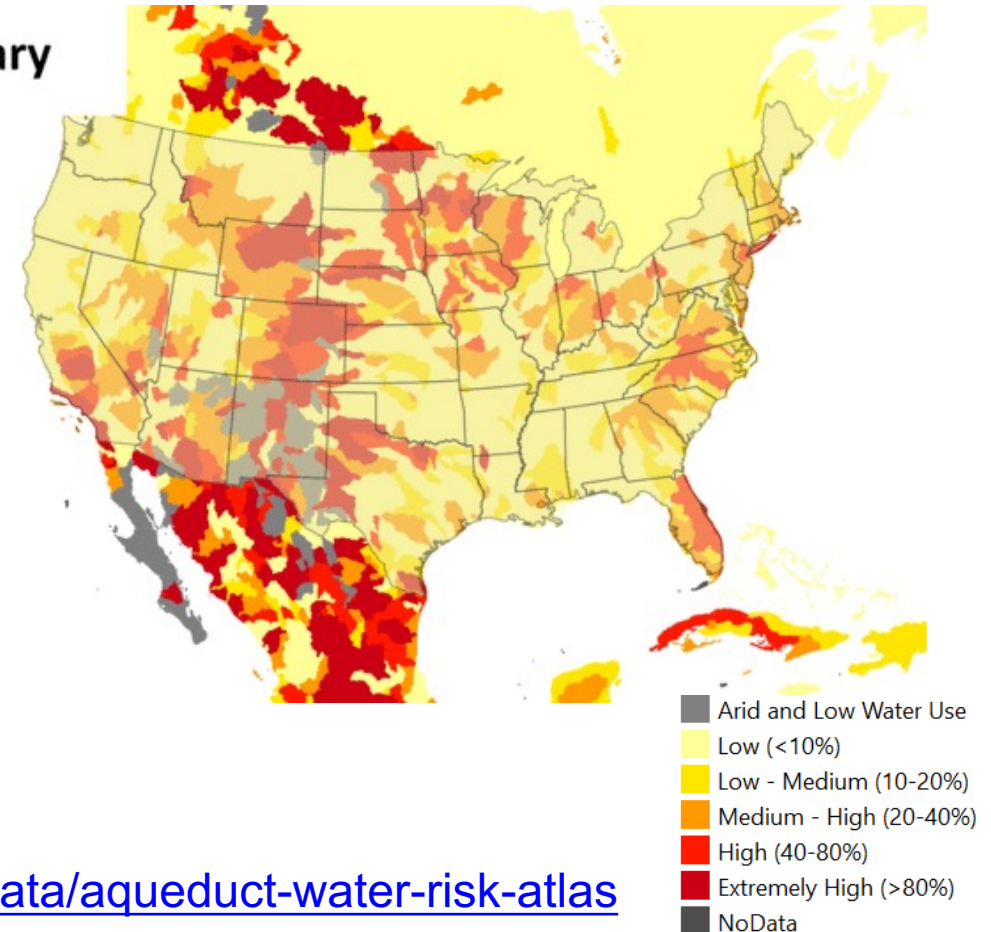 ary
Arid and Low Water Use
Low (<10%)
Low - Medium (10-20%)
Medium - High (20-40%)
High (40-80%)
Extremely High (>80%)
NoData
ata/aqueduct-water-risk-atlas